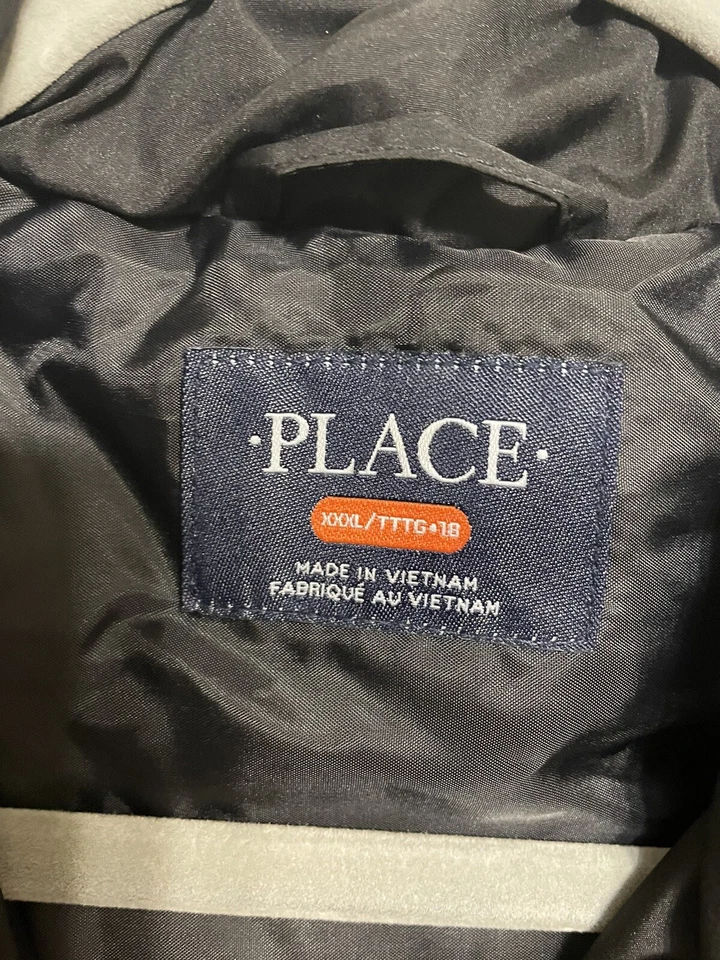 ·PLACE·
XXXL/TTTG•18
MADE IN VIETNAM
FABRIQUÉ AU VIETNAM